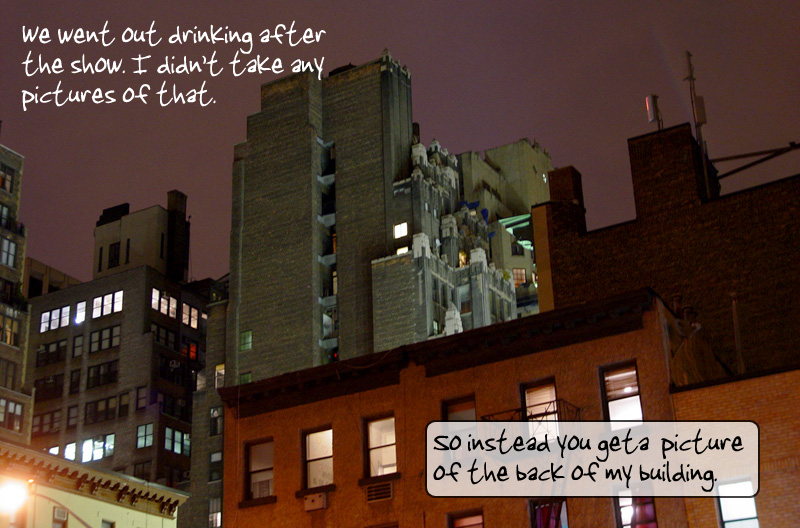 We went out drinking after
the show. I didn't take any
pictures of that.
So instead you get a picture
of the back of my building.